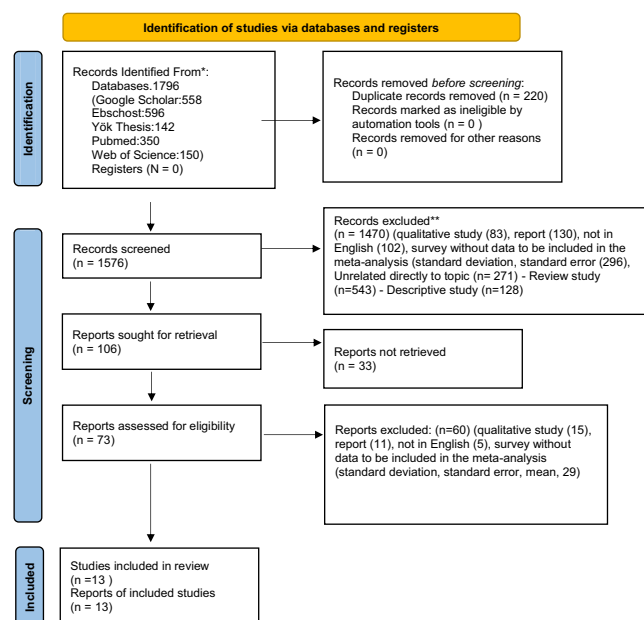 Identification of studies via databases and registers
Identification
Records Identified From*:
Databases.1796
(Google Scholar:558
Ebschost:596
Yök Thesis:142
Pubmed:350
Web of Science:150)
Registers (N = 0)
Records removed before screening:
Duplicate records removed (n = 220)
Records marked as ineligible by
automation tools (n = 0 )
Records removed for other reasons
(n = 0)
Screening
Records screened
(n = 1576)
Records excluded**
(n = 1470) (qualitative study (83), report (130), not in
English (102), survey without data to be included in the
meta-analysis (standard deviation, standard error (296),
Unrelated directly to topic (n= 271) - Review study
(n=543) - Descriptive study (n=128)
Reports sought for retrieval
(n = 106)
Reports not retrieved
(n = 33)
Reports assessed for eligibility
(n = 73)
Reports excluded: (n=60) (qualitative study (15),
report (11), not in English (5), survey without
data to be included in the meta-analysis
(standard deviation, standard error, mean, 29)
Included
Studies included in review
(n =13 )
Reports of included studies
(n = 13)